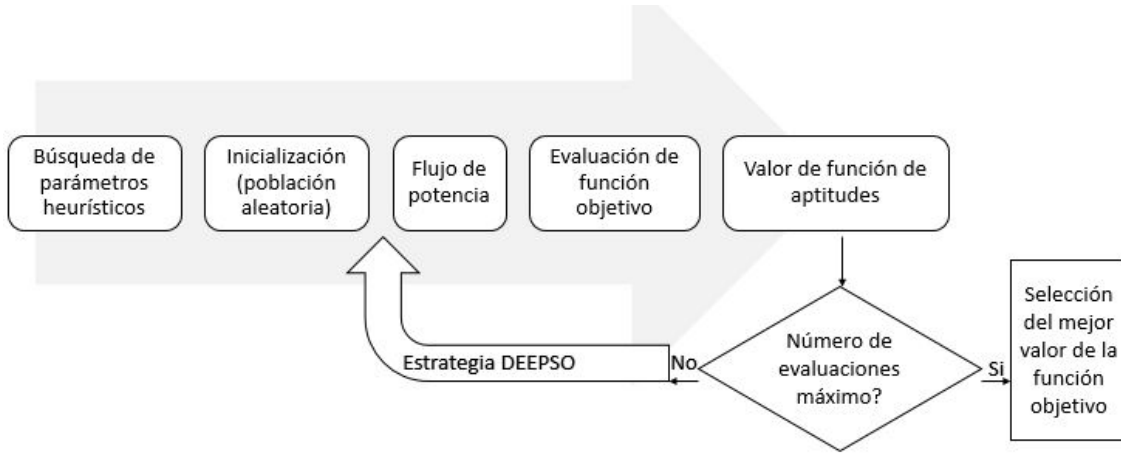 Búsqueda de
parámetros
heurísticos
Inicialización
(población
aleatoria)
Flujo de
potencia
Evaluación de
función
objetivo
Valor de función de
aptitudes
Número de
evaluaciones
máximo?
No
Estrategia DEEPSO
Si
Selección
del mejor
valor de la
función
objetivo